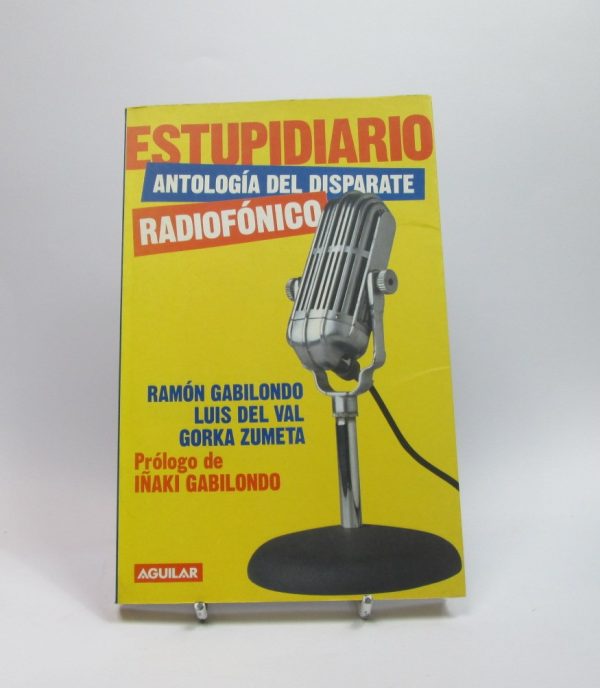 ESTUPIDIARIO
ANTOLOGÍA DEL DISPARATE
RADIOFÓNICO
RAMÓN GABILONDO
LUIS DEL VAL
GORKA ZUMETA
Prólogo de
IÑAKI GABILONDO
AGUILAR